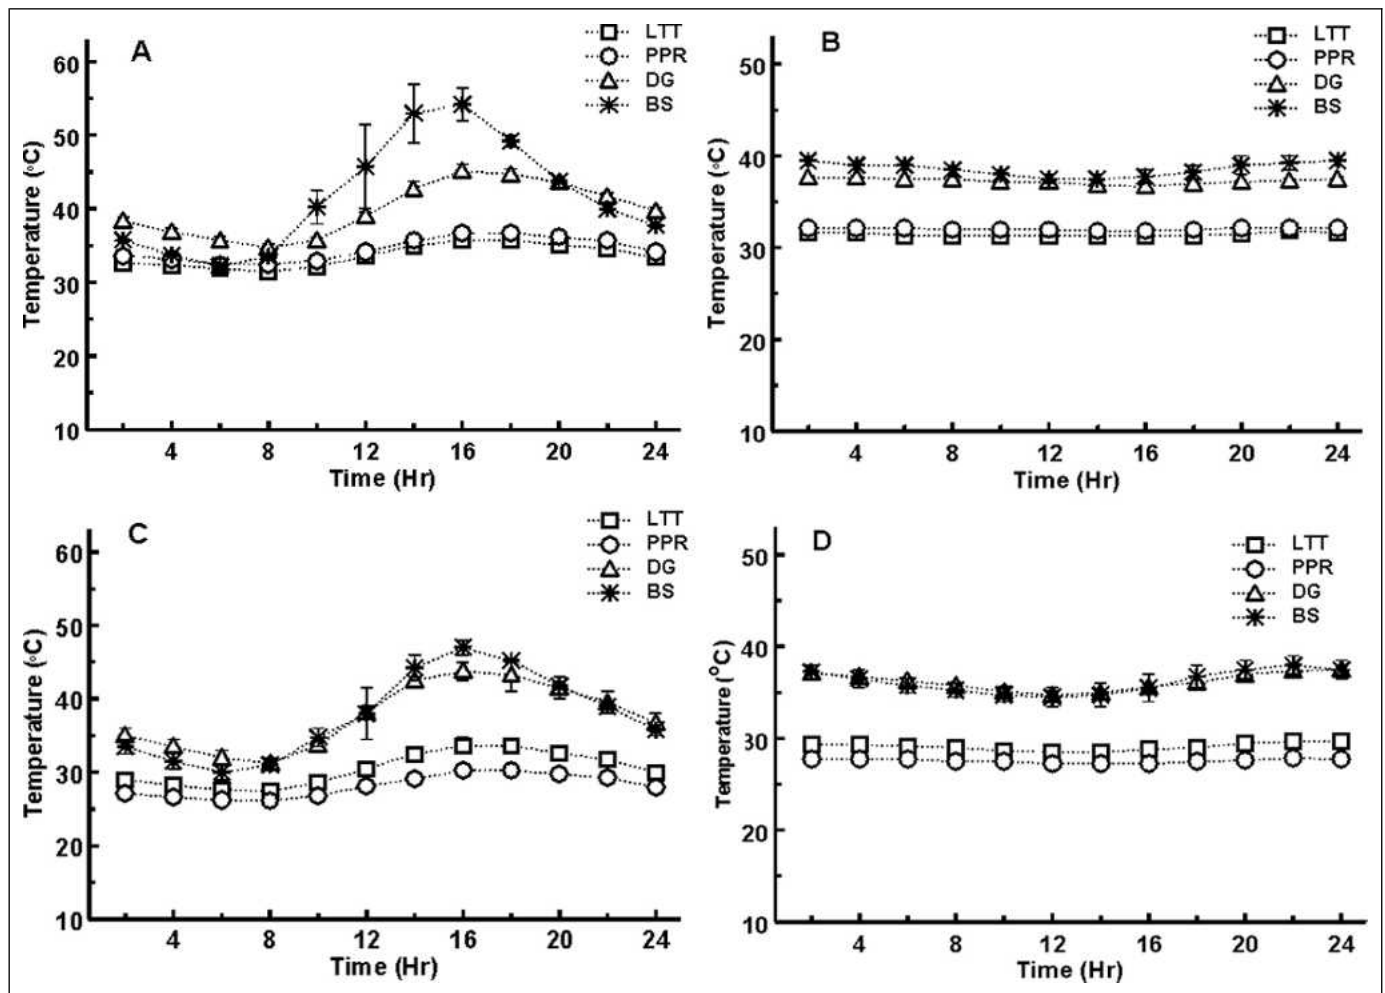 A
LTT
PPR
DG
BS
60
50
40
30
20
10
Temperature (°C)
4 8 12 16 20 24
Time (Hr)
B
LTT
PPR
DG
BS
50
40
30
20
10
Temperature (°C)
4 8 12 16 20 24
Time (Hr)
C
LTT
PPR
DG
BS
60
50
40
30
20
10
Temperature (°C)
4 8 12 16 20 24
Time (Hr)
D
LTT
PPR
DG
BS
50
40
30
20
10
Temperature (°C)
4 8 12 16 20 24
Time (Hr)